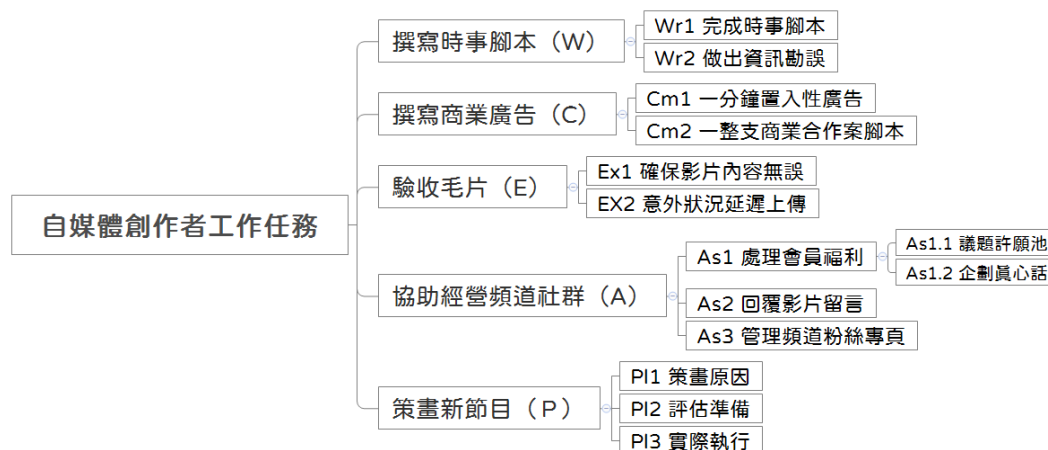 自媒體創作者工作任務
撰寫時事腳本（W）
Wr1 完成時事腳本
Wr2 做出資訊勘誤
撰寫商業廣告（C）
Cm1 一分鐘置入性廣告
Cm2 一整支商業合作案腳本
驗收毛片（E）
Ex1 確保影片內容無誤
EX2 意外狀況延遲上傳
協助經營頻道社群（A）
As1 處理會員福利
As1.1 議題許願池
As1.2 企劃真心話
As2 回覆影片留言
As3 管理頻道粉絲專頁
策畫新節目（P）
Pl1 策畫原因
Pl2 評估準備
Pl3 實際執行